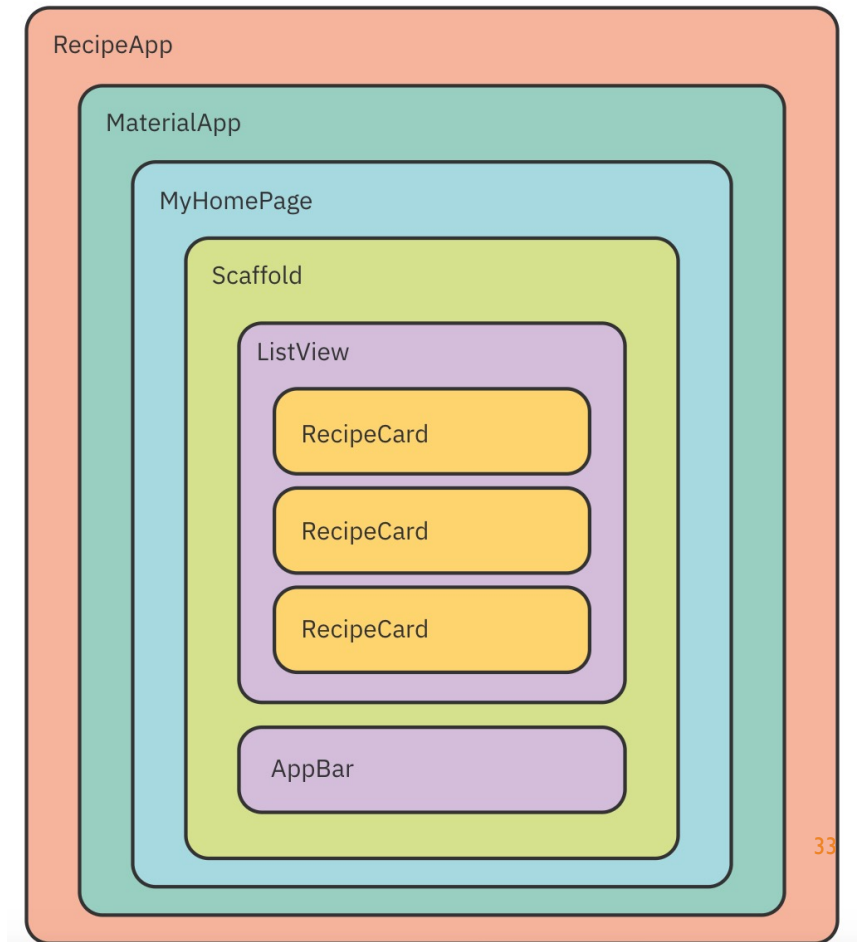 RecipeApp
MaterialApp
MyHomePage
Scaffold
ListView
RecipeCard
RecipeCard
RecipeCard
AppBar
33